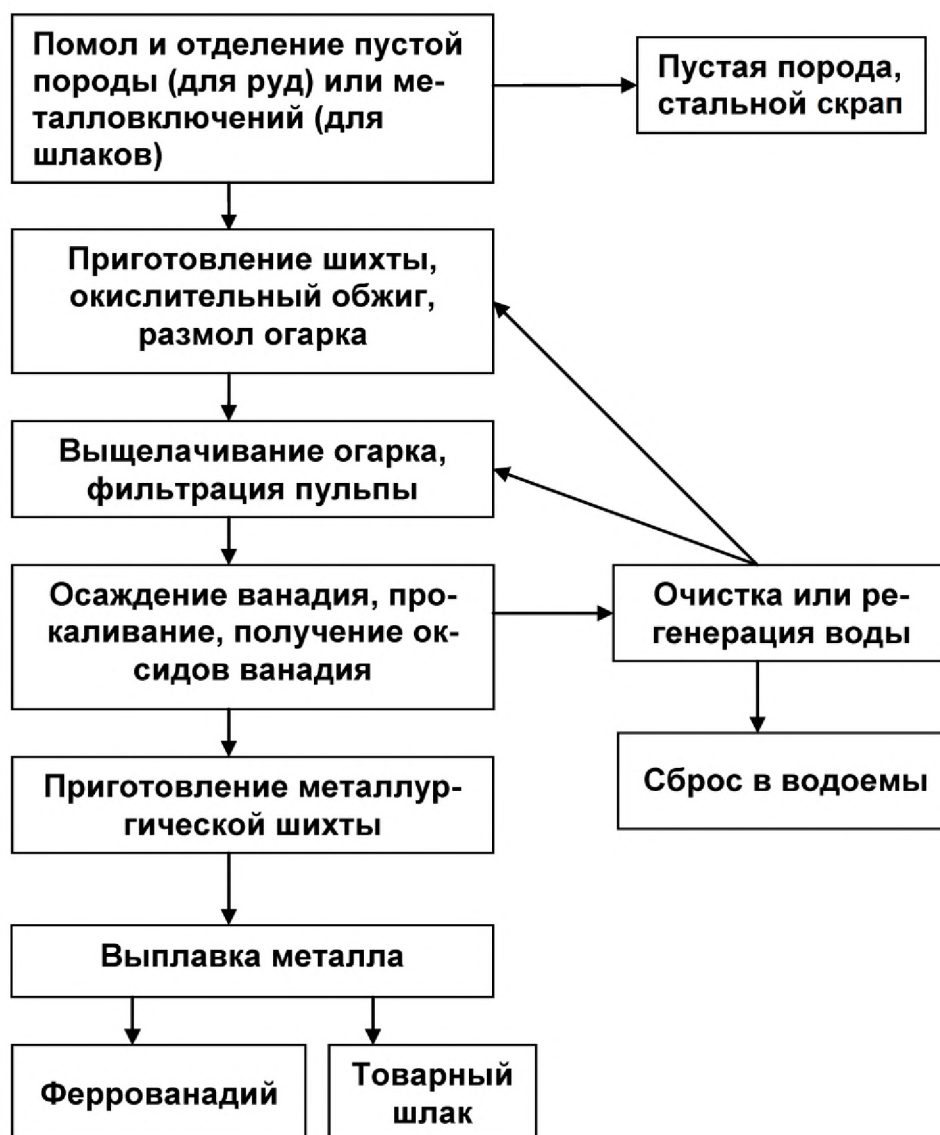 Помол и отделение пустой
породы (для руд) или ме-
талловключений (для
шлаков)
Пустая порода,
стальной скрап
Приготовление шихты,
окислительный обжиг,
размол огарка
Выщелачивание огарка,
фильтрация пульпы
Осаждение ванадия, про-
каливание, получение ок-
сидов ванадия
Очистка или ре-
генерация воды
Приготовление металлур-
гической шихты
Сброс в водоемы
Выплавка металла
Феррованадий
Товарный
шлак